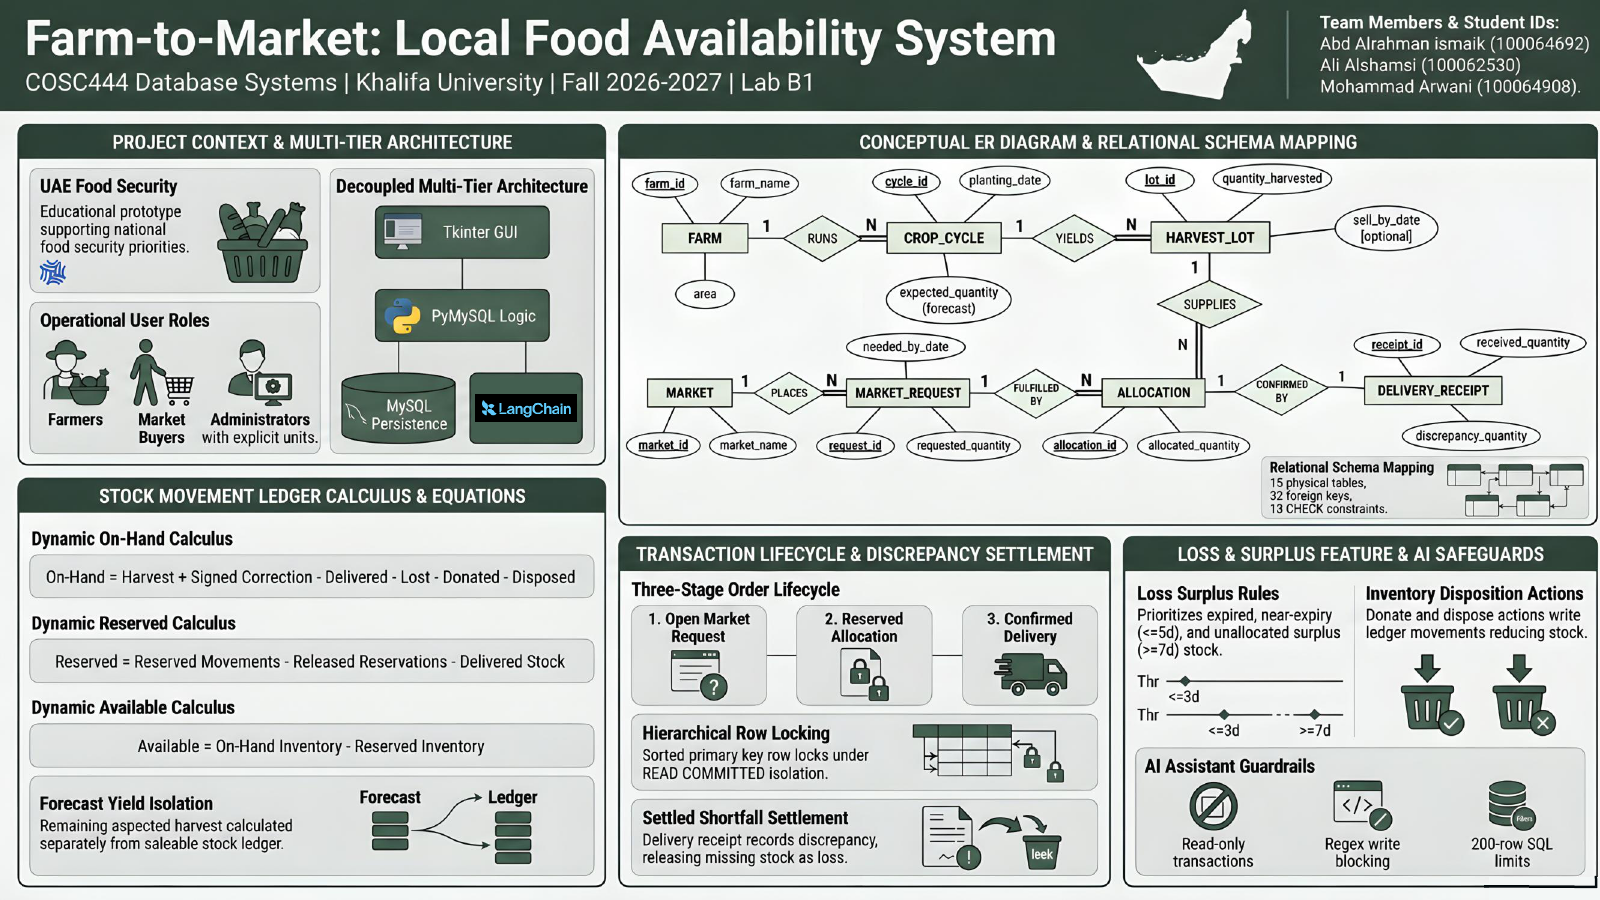 Farm-to-Market: Local Food Availability System
COSC444 Database Systems | Khalifa University | Fall 2026-2027 | Lab B1
Team Members & Student IDs:
Abd Alrahman ismaik (100064692)
Ali Alshamsi (100062530)
Mohammad Arwani (100064908).
PROJECT CONTEXT & MULTI-TIER ARCHITECTURE
UAE Food Security
Educational prototype
supporting national
food security priorities.
Operational User Roles
Farmers
Market
Buyers
Administrators
with explicit units.
Decoupled Multi-Tier Architecture
Tkinter GUI
PyMySQL Logic
MySQL
Persistence
LangChain
STOCK MOVEMENT LEDGER CALCULUS & EQUATIONS
Dynamic On-Hand Calculus
On-Hand = Harvest + Signed Correction - Delivered - Lost - Donated - Disposed
Dynamic Reserved Calculus
Reserved = Reserved Movements - Released Reservations - Delivered Stock
Dynamic Available Calculus
Available = On-Hand Inventory - Reserved Inventory
Forecast Yield Isolation
Remaining aspected harvest calculated
separately from saleable stock ledger.
Forecast
Ledger
CONCEPTUAL ER DIAGRAM & RELATIONAL SCHEMA MAPPING
farm_id
farm_name
cycle_id
planting_date
lot_id
quantity_harvested
sell_by_date
[optional]
FARM
1
RUNS
N
CROP_CYCLE
1
YIELDS
N
HARVEST_LOT
area
expected_quantity
(forecast)
1
SUPPLIES
N
needed_by_date
receipt_id
received_quantity
MARKET
1
PLACES
N
MARKET_REQUEST
1
FULFILLED
BY
N
ALLOCATION
1
CONFIRMED
BY
1
DELIVERY_RECEIPT
market_id
market_name
request_id
requested_quantity
allocation_id
allocated_quantity
discrepancy_quantity
Relational Schema Mapping
15 physical tables,
32 foreign keys,
13 CHECK constraints.
TRANSACTION LIFECYCLE & DISCREPANCY SETTLEMENT
Three-Stage Order Lifecycle
1. Open Market
Request
?
2. Reserved
Allocation
3. Confirmed
Delivery
Hierarchical Row Locking
Sorted primary key row locks under
READ COMMITTED isolation.
Settled Shortfall Settlement
Delivery receipt records discrepancy,
releasing missing stock as loss.
!
leek
LOSS & SURPLUS FEATURE & AI SAFEGUARDS
Loss Surplus Rules
Prioritizes expired, near-expiry
(<=5d), and unallocated surplus
(>=7d) stock.
Thr
<=3d
Thr
<=3d
>=7d
Inventory Disposition Actions
Donate and dispose actions write
ledger movements reducing stock.
AI Assistant Guardrails
Read-only
transactions
</>
Regex write
blocking
200-row SQL
limits